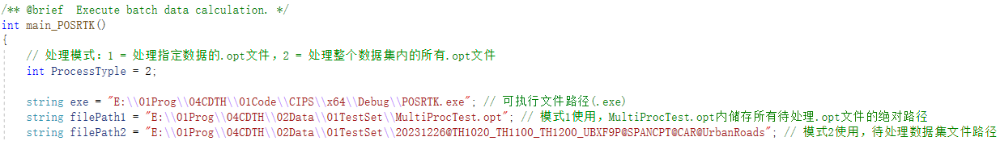 /** @brief  Execute batch data calculation. */
int main_POSRTK()
{
    // 处理模式：1 = 处理指定数据的.opt文件，2 = 处理整个数据集内的所有.opt文件
    int ProcessTyple = 2;
    string exe = "E:\\01Prog\\04CDTH\\01Code\\CIPS\\x64\\Debug\\POSRTK.exe"; // 可执行文件路径(.exe)
    string filePath1 = "E:\\01Prog\\04CDTH\\02Data\\01TestSet\\MultiProcTest.opt"; // 模式1使用，MultiProcTest.opt内储存所有待处理.opt文件的绝对路径
    string filePath2 = "E:\\01Prog\\04CDTH\\02Data\\01TestSet\\20231226@TH1020_TH1100_TH1200_UBXF9P@SPANCPT@CAR@UrbanRoads"; // 模式2使用，待处理数据集文件路径